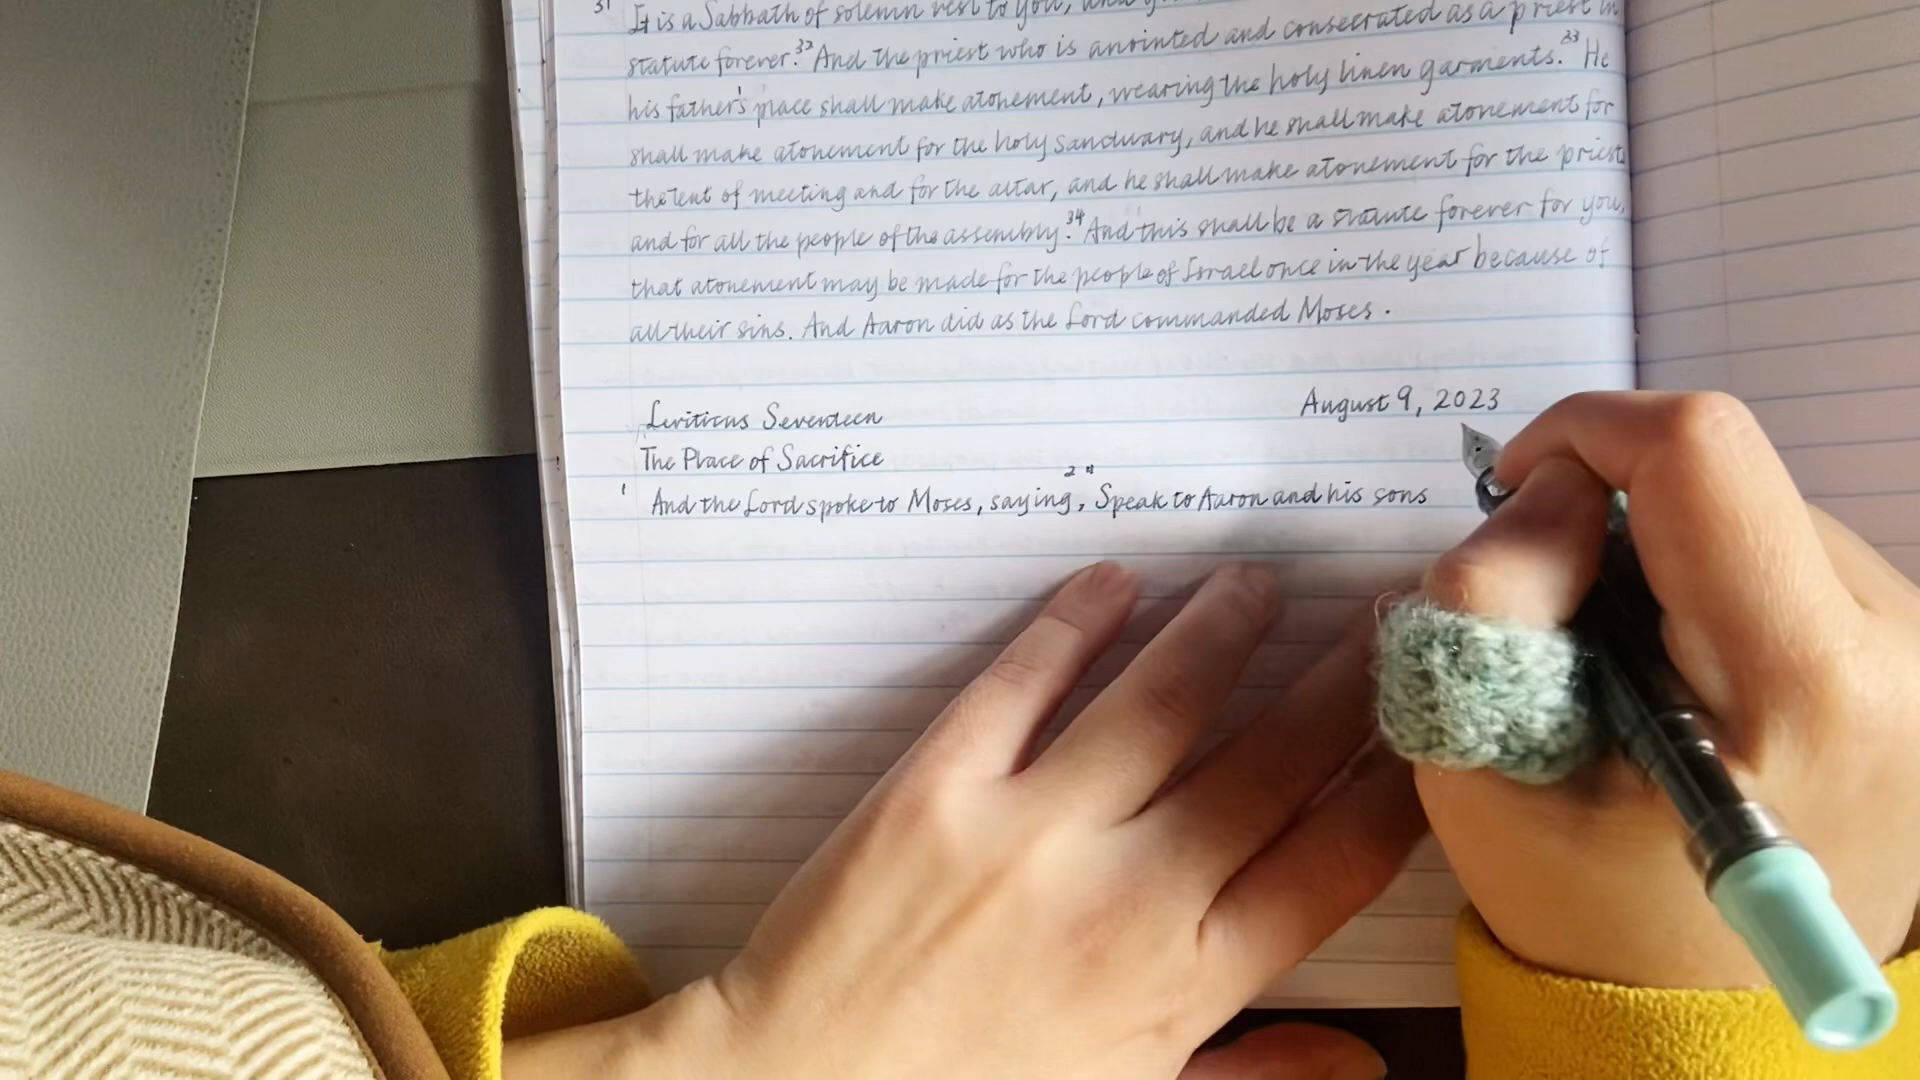 31 It is a Sabbath of solemn rest to you, and
statute forever.32 And the priest who is anointed and consecrated as a priest in
his father's place shall make atonement, wearing the holy linen garments.33 He
shall make atonement for the holy sanctuary, and he shall make atonement for
the tent of meeting and for the altar, and he shall make atonement for the priests
and for all the people of the assembly.34 And this shall be a statute forever for you,
that atonement may be made for the people of Israel once in the year because of
all their sins. And Aaron did as the Lord commanded Moses.
Leviticus Seventeen August 9, 2023
The Place of Sacrifice
1 And the Lord spoke to Moses, saying, 2 "Speak to Aaron and his sons